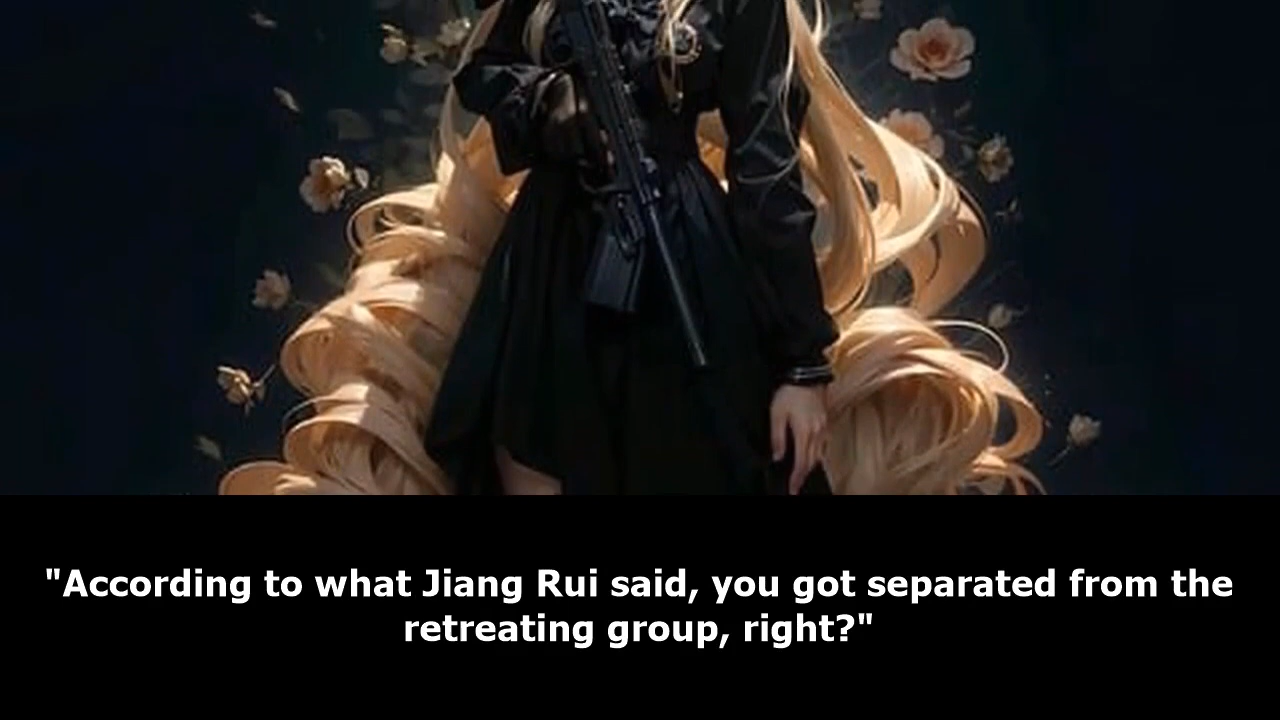 "According to what Jiang Rui said, you got separated from the
retreating group, right?"